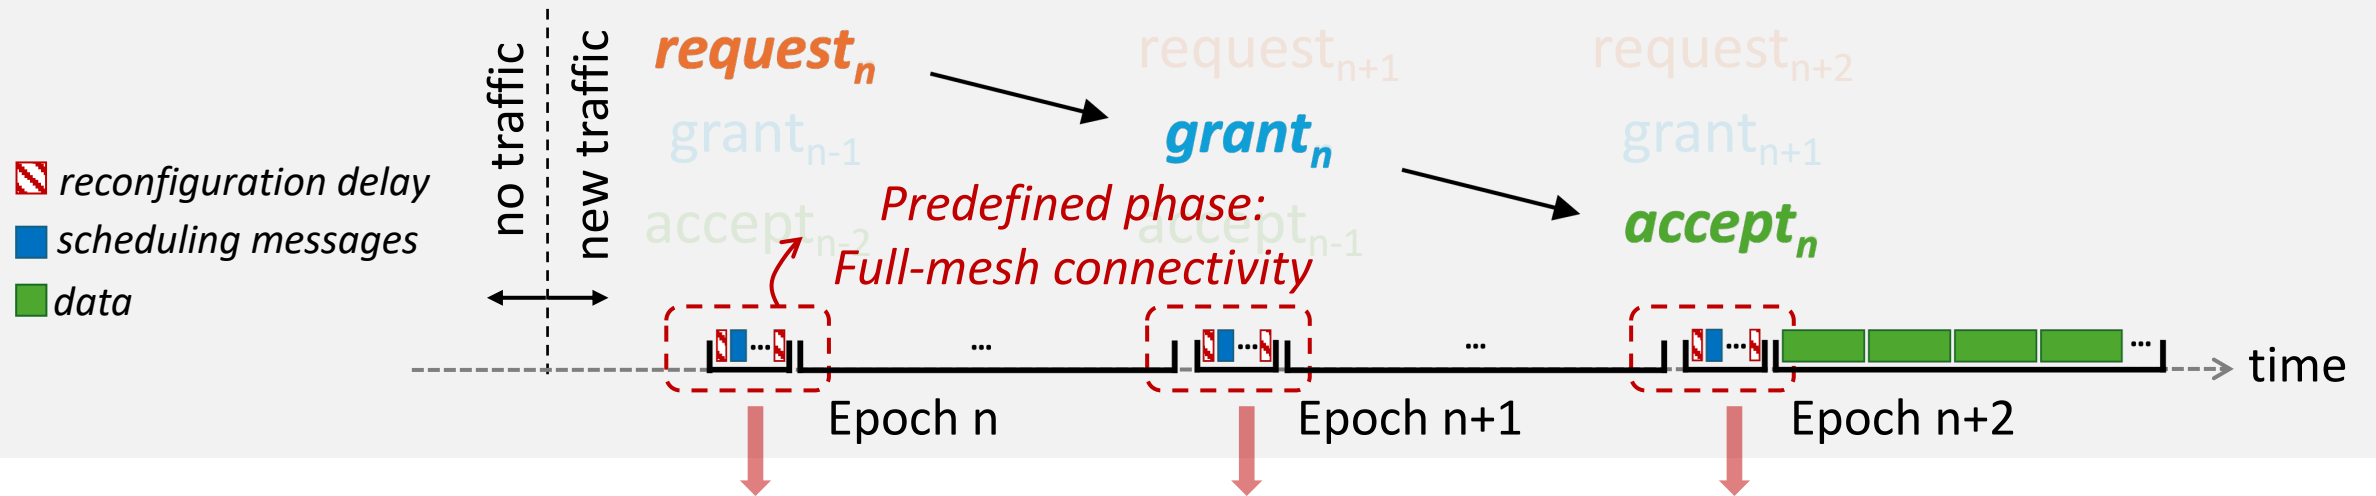 no traffic
new traffic
request_n
request_n+1
request_n+2
grant_n-1
grant_n
grant_n+1
accept_n-2
accept_n-1
accept_n
reconfiguration delay
scheduling messages
data
Predefined phase:
Full-mesh connectivity
...
...
...
...
...
...
time
Epoch n
Epoch n+1
Epoch n+2